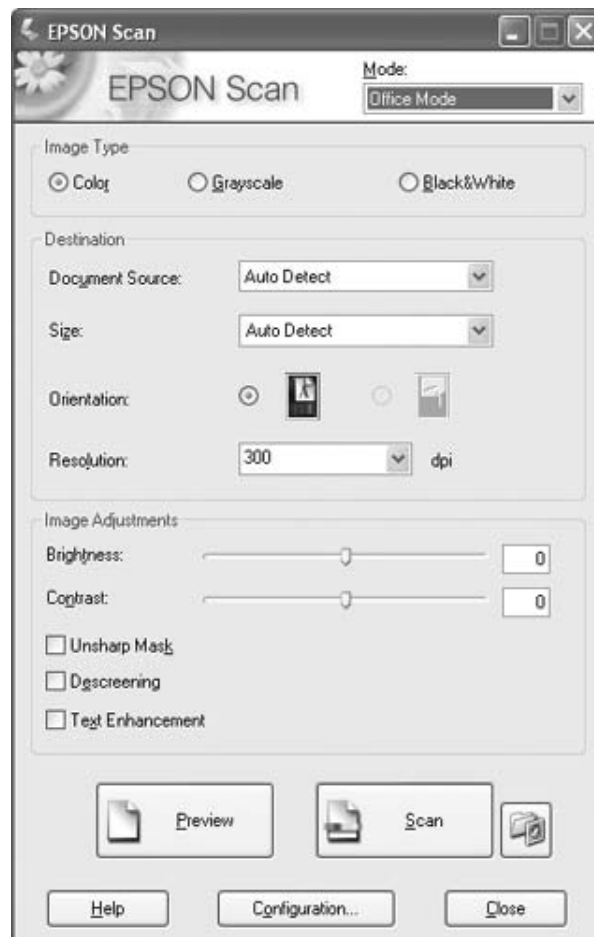 EPSON Scan
EPSON Scan
Mode:
Office Mode
Image Type
Color Grayscale Black&White
Destination
Document Source: Auto Detect
Size: Auto Detect
Orientation:
Resolution: 300 dpi
Image Adjustments
Brightness: 0
Contrast: 0
Unsharp Mask
Descreening
Text Enhancement
Preview Scan
Help Configuration... Close